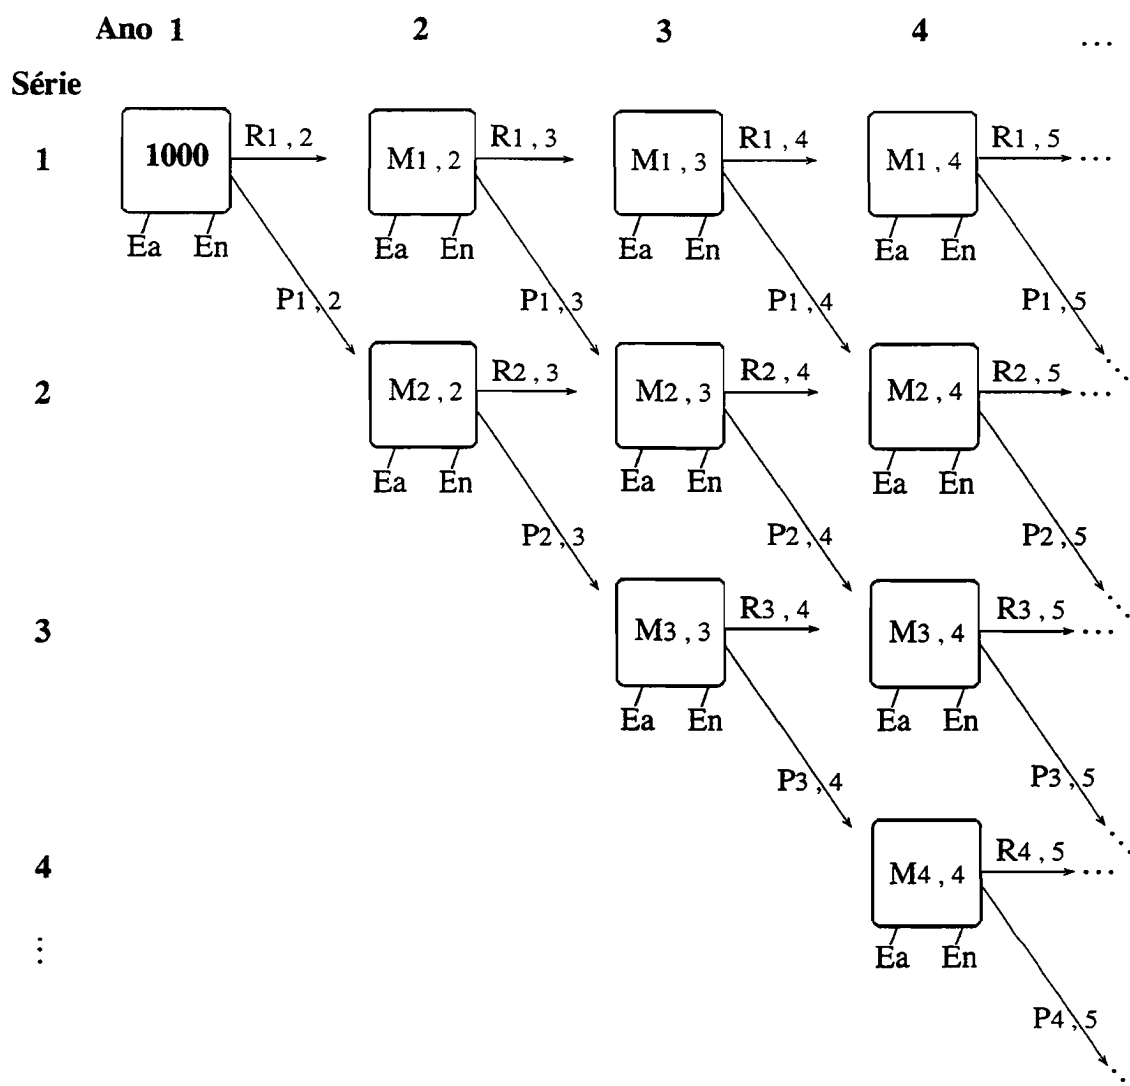 Ano 1 2 3 4 ...
Série
1 1000 R1,2 M1,2 R1,3 M1,3 R1,4 M1,4 R1,5 ...
Ea En Ea En Ea En Ea En
P1,2 P1,3 P1,4 P1,5
2 M2,2 R2,3 M2,3 R2,4 M2,4 R2,5 ...
Ea En Ea En Ea En
P2,3 P2,4 P2,5
3 M3,3 R3,4 M3,4 R3,5 ...
Ea En Ea En
P3,4 P3,5
4 M4,4 R4,5 ...
Ea En
P4,5